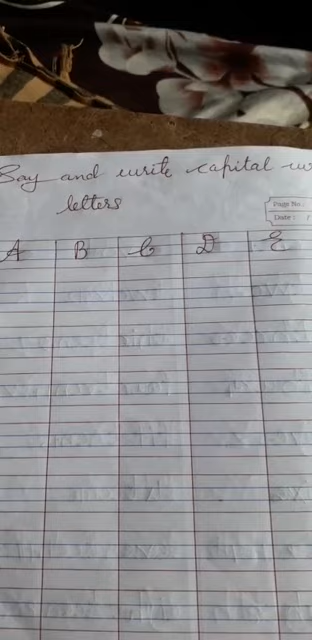 Say and write capital
letters
Page No.:
Date: /
A B C D E